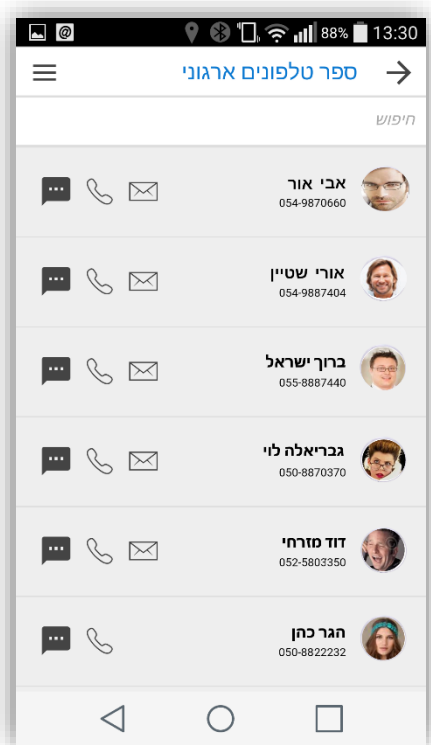 88% 13:30
ספר טלפונים ארגוני
חיפוש
אבי אור
054-9870660
אורי שטיין
054-9887404
ברוך ישראל
055-8887440
גבריאלה לוי
050-8870370
דוד מזרחי
052-5803350
הגר כהן
050-8822232